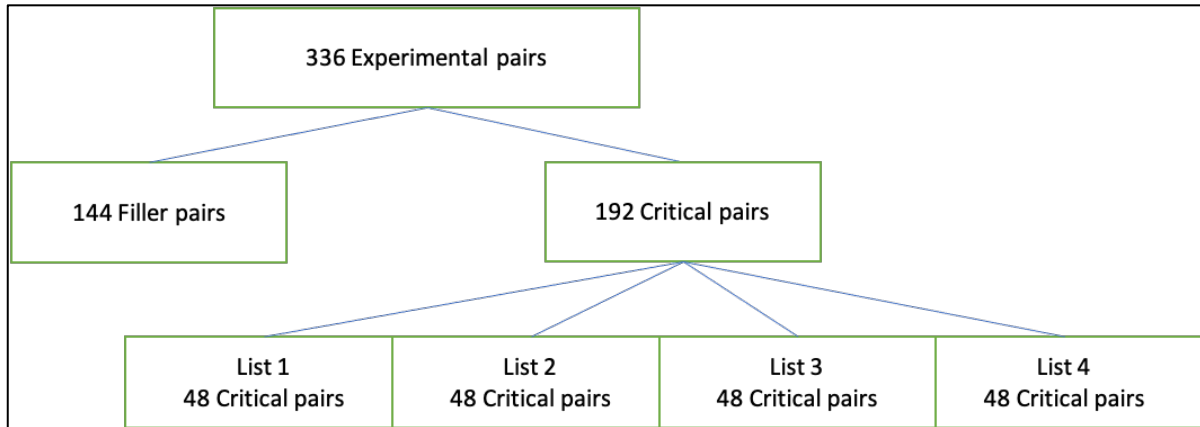 336 Experimental pairs
144 Filler pairs
192 Critical pairs
List 1
48 Critical pairs
List 2
48 Critical pairs
List 3
48 Critical pairs
List 4
48 Critical pairs